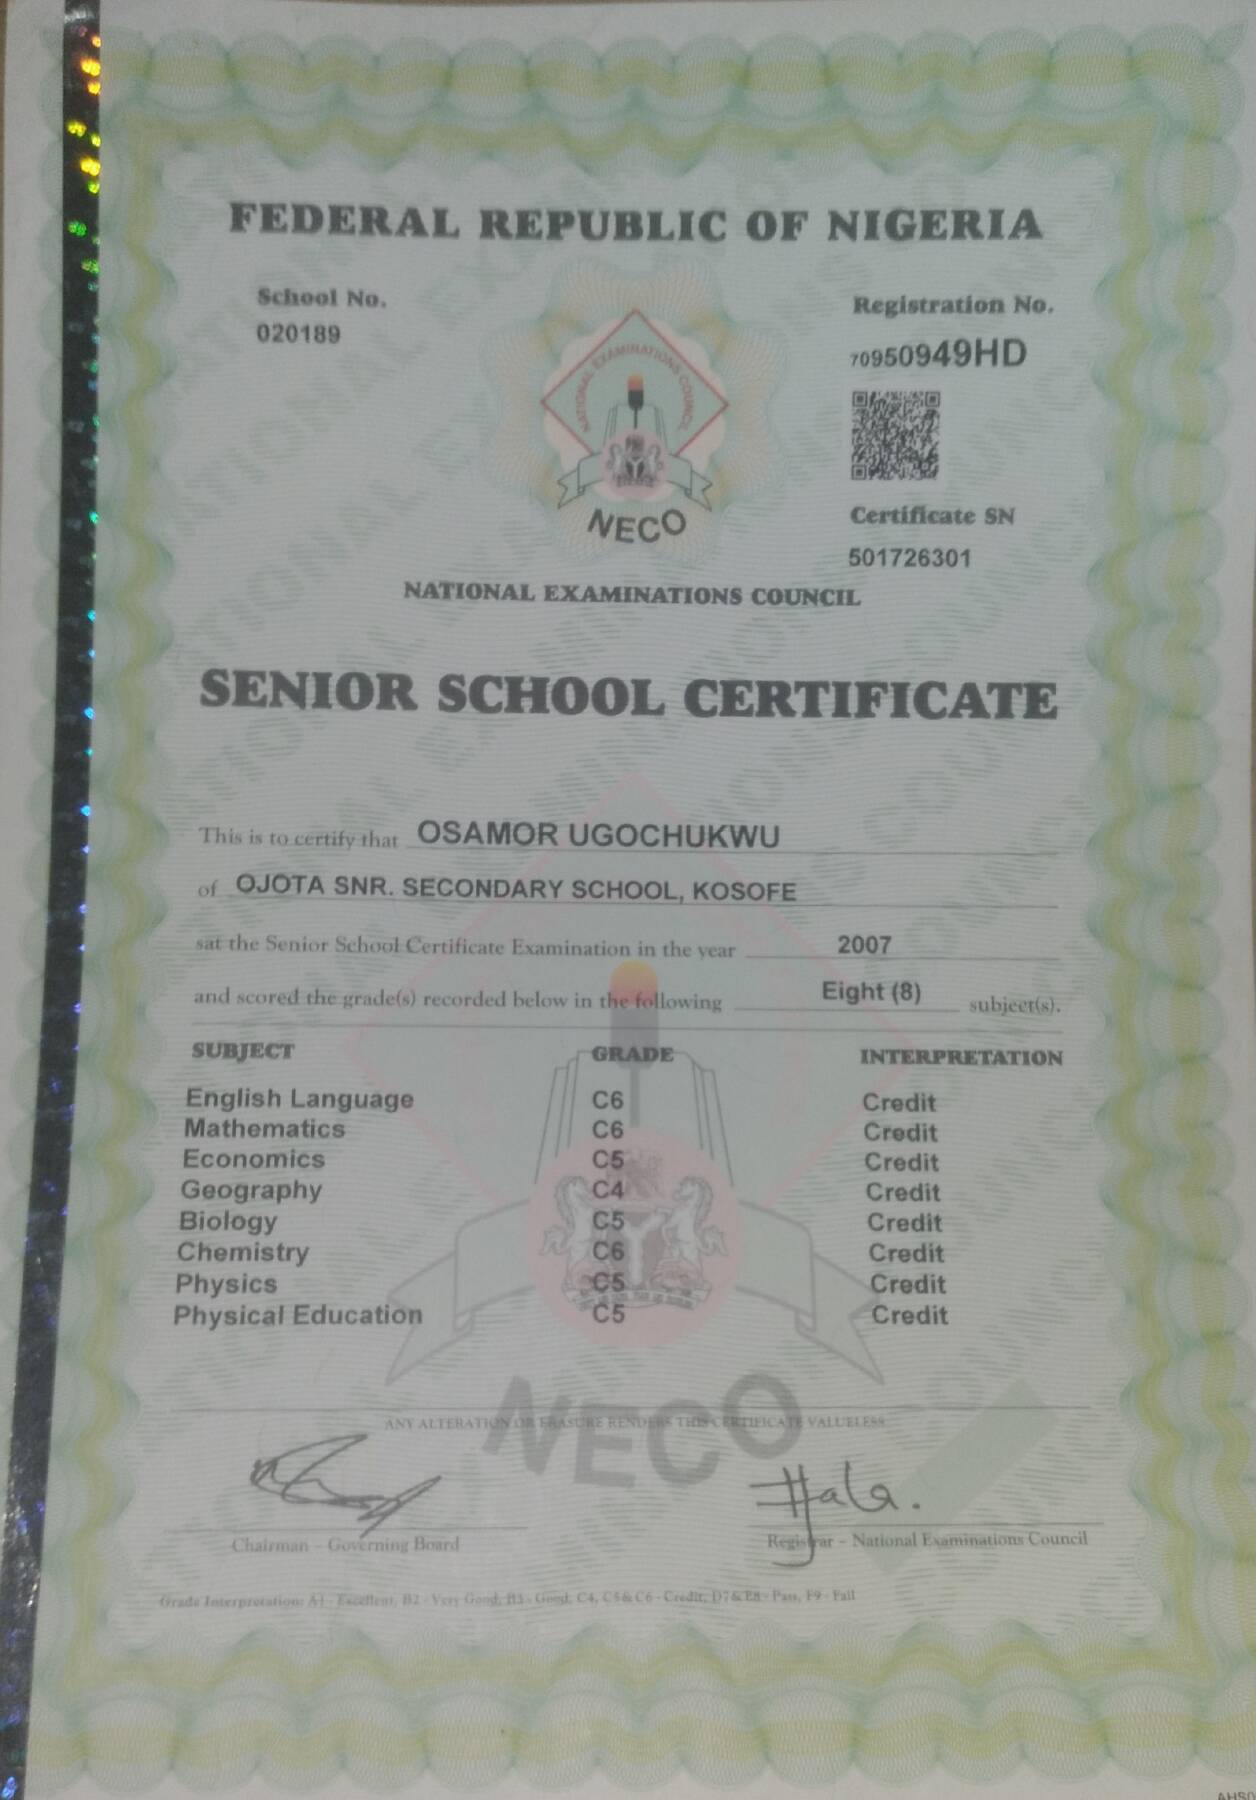 FEDERAL REPUBLIC OF NIGERIA
School No.
020189
Registration No.
70950949HD
NATIONAL EXAMINATIONS COUNCIL
NECO
Certificate SN
501726301
NATIONAL EXAMINATIONS COUNCIL
SENIOR SCHOOL CERTIFICATE
This is to certify that OSAMOR UGOCHUKWU
of OJOTA SNR. SECONDARY SCHOOL, KOSOFE
sat the Senior School Certificate Examination in the year 2007
and scored the grade(s) recorded below in the following Eight (8) subject(s).
SUBJECT GRADE INTERPRETATION
English Language C6 Credit
Mathematics C6 Credit
Economics C5 Credit
Geography C4 Credit
Biology C5 Credit
Chemistry C6 Credit
Physics C5 Credit
Physical Education C5 Credit
NECO
ANY ALTERATION OR ERASURE RENDERS THIS CERTIFICATE VALUELESS
Chairman - Governing Board
Registrar - National Examinations Council
Grade Interpretation: A1 - Excellent, B2 - Very Good, B3 - Good, C4, C5 & C6 - Credit, D7 & E8 - Pass, F9 - Fail